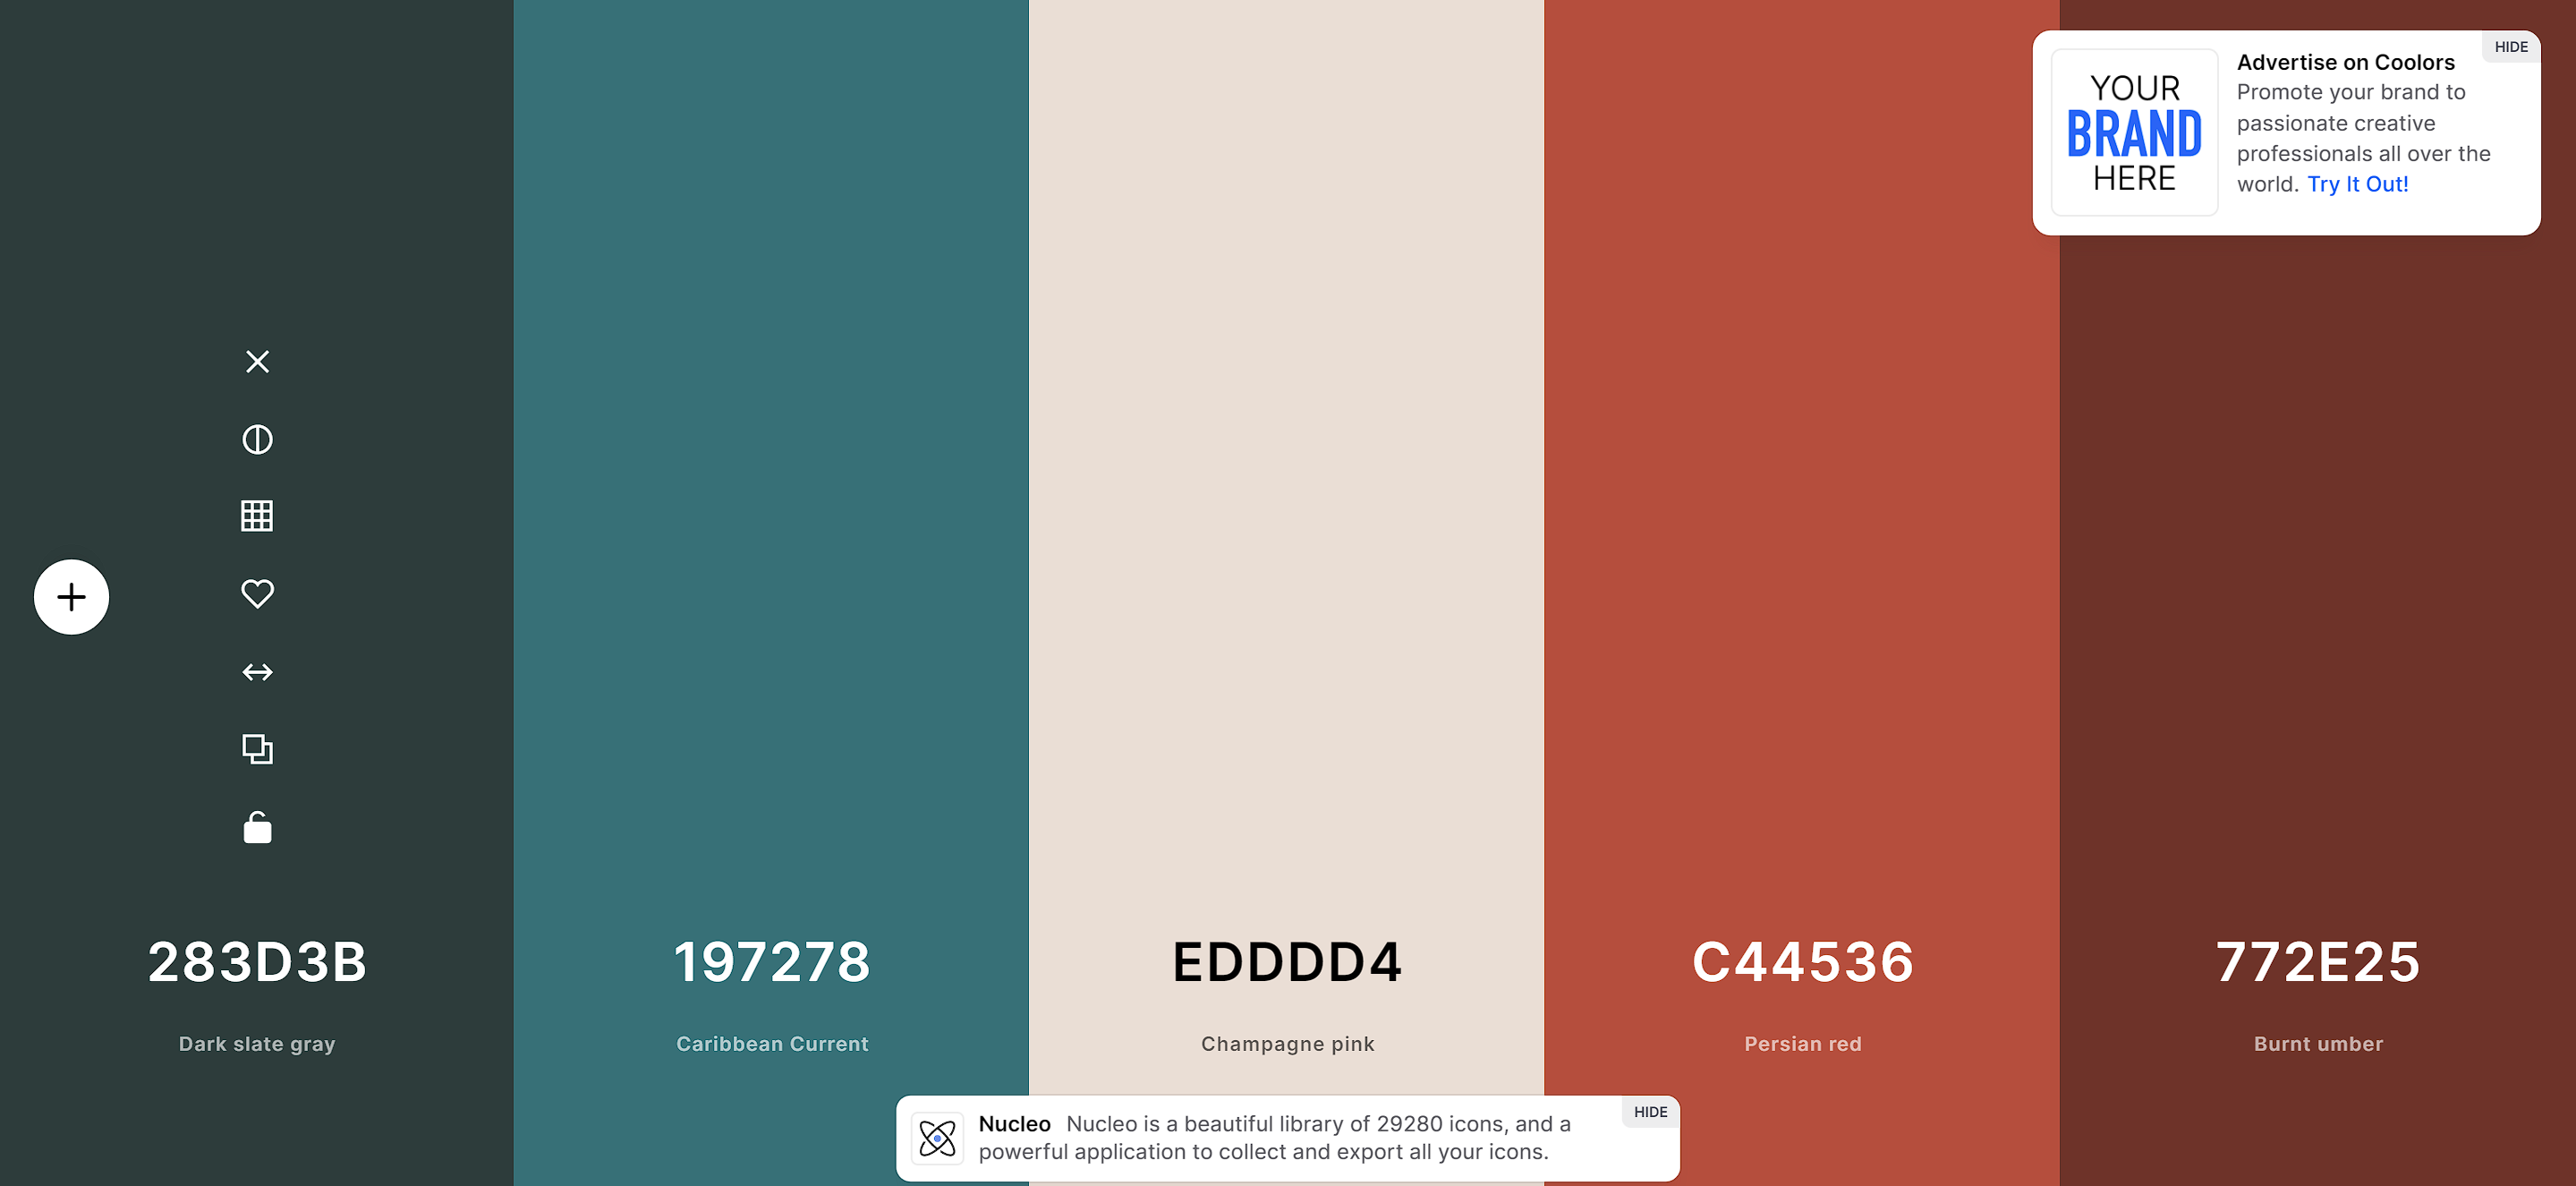 HIDE
Advertise on Coolors
YOUR
BRAND
HERE
Promote your brand to
passionate creative
professionals all over the
world. Try It Out!
283D3B
Dark slate gray
197278
Caribbean Current
EDDDD4
Champagne pink
C44536
Persian red
772E25
Burnt umber
HIDE
Nucleo Nucleo is a beautiful library of 29280 icons, and a
powerful application to collect and export all your icons.